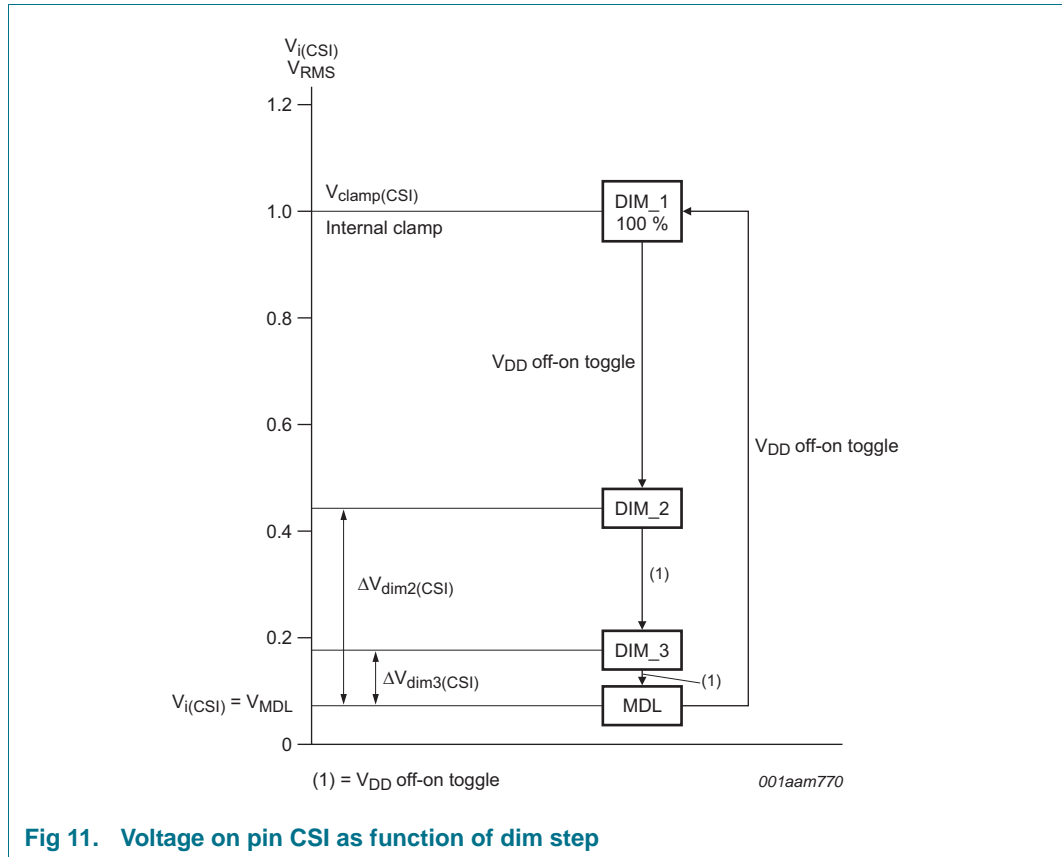 Vi(CSI)
VRMS
1.2
1.0
0.8
0.6
0.4
0.2
0
Vclamp(CSI)
Internal clamp
DIM_1
100 %
VDD off-on toggle
VDD off-on toggle
DIM_2
(1)
ΔVdim2(CSI)
DIM_3
(1)
ΔVdim3(CSI)
Vi(CSI) = VMDL
MDL
(1) = VDD off-on toggle
001aam770
Fig 11. Voltage on pin CSI as function of dim step